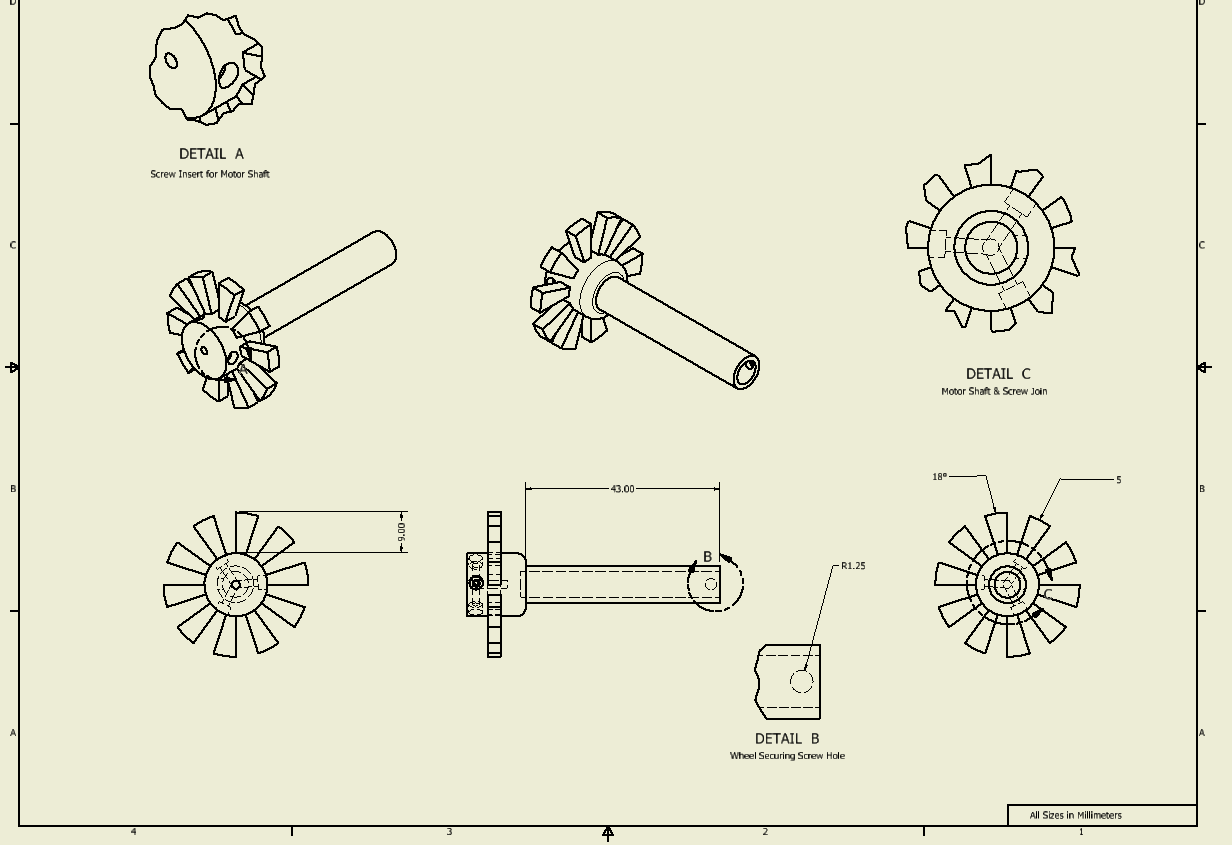 D
D
DETAIL A
Screw Insert for Motor Shaft
C
C
A
DETAIL C
Motor Shaft & Screw Join
B
B
43.00
18°
5
9.00
B
R1.25
C
A
A
DETAIL B
Wheel Securing Screw Hole
All Sizes in Millimeters
4
3
2
1